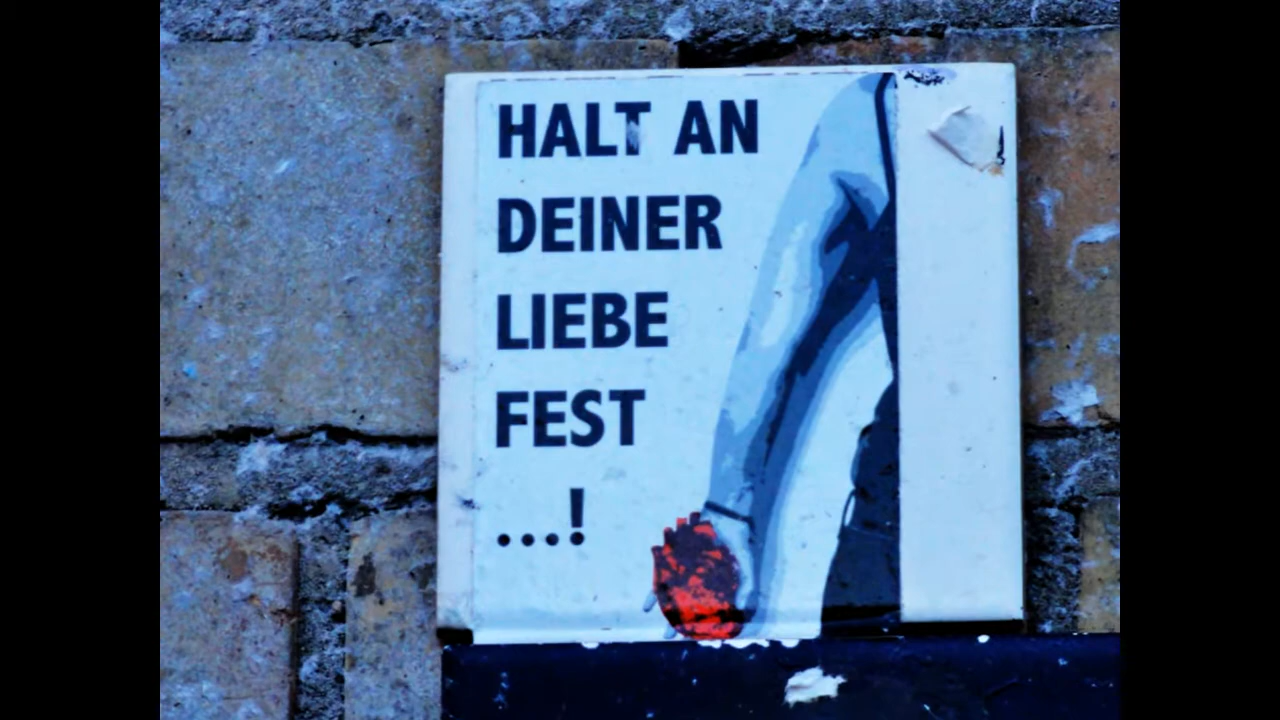 HALT AN
DEINER
LIEBE
FEST
...!